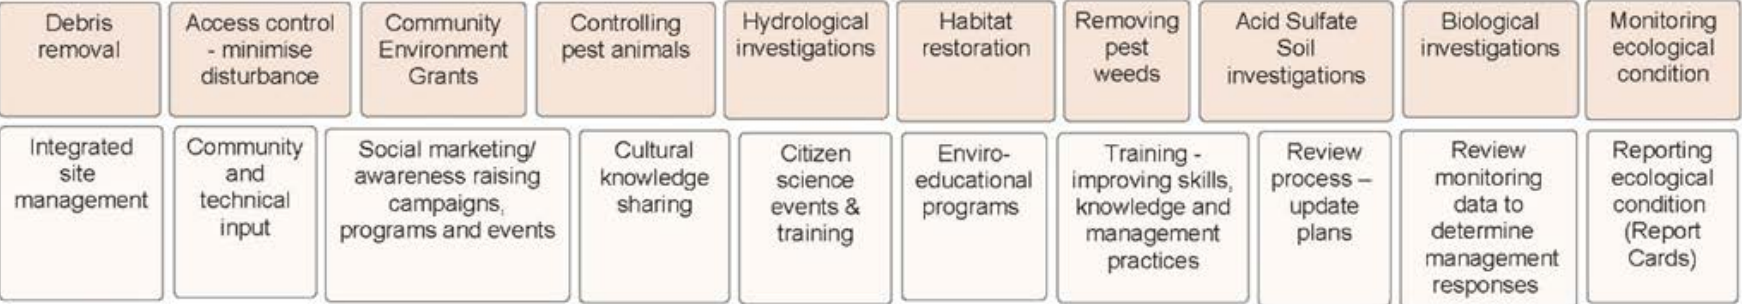 Debris
removal
Access control
- minimise
disturbance
Community
Environment
Grants
Controlling
pest animals
Hydrological
investigations
Habitat
restoration
Removing
pest
weeds
Acid Sulfate
Soil
investigations
Biological
investigations
Monitoring
ecological
condition
Integrated
site
management
Community
and
technical
input
Social marketing/
awareness raising
campaigns,
programs and events
Cultural
knowledge
sharing
Citizen
science
events &
training
Enviro-
educational
programs
Training -
improving skills,
knowledge and
management
practices
Review
process –
update
plans
Review
monitoring
data to
determine
management
responses
Reporting
ecological
condition
(Report
Cards)